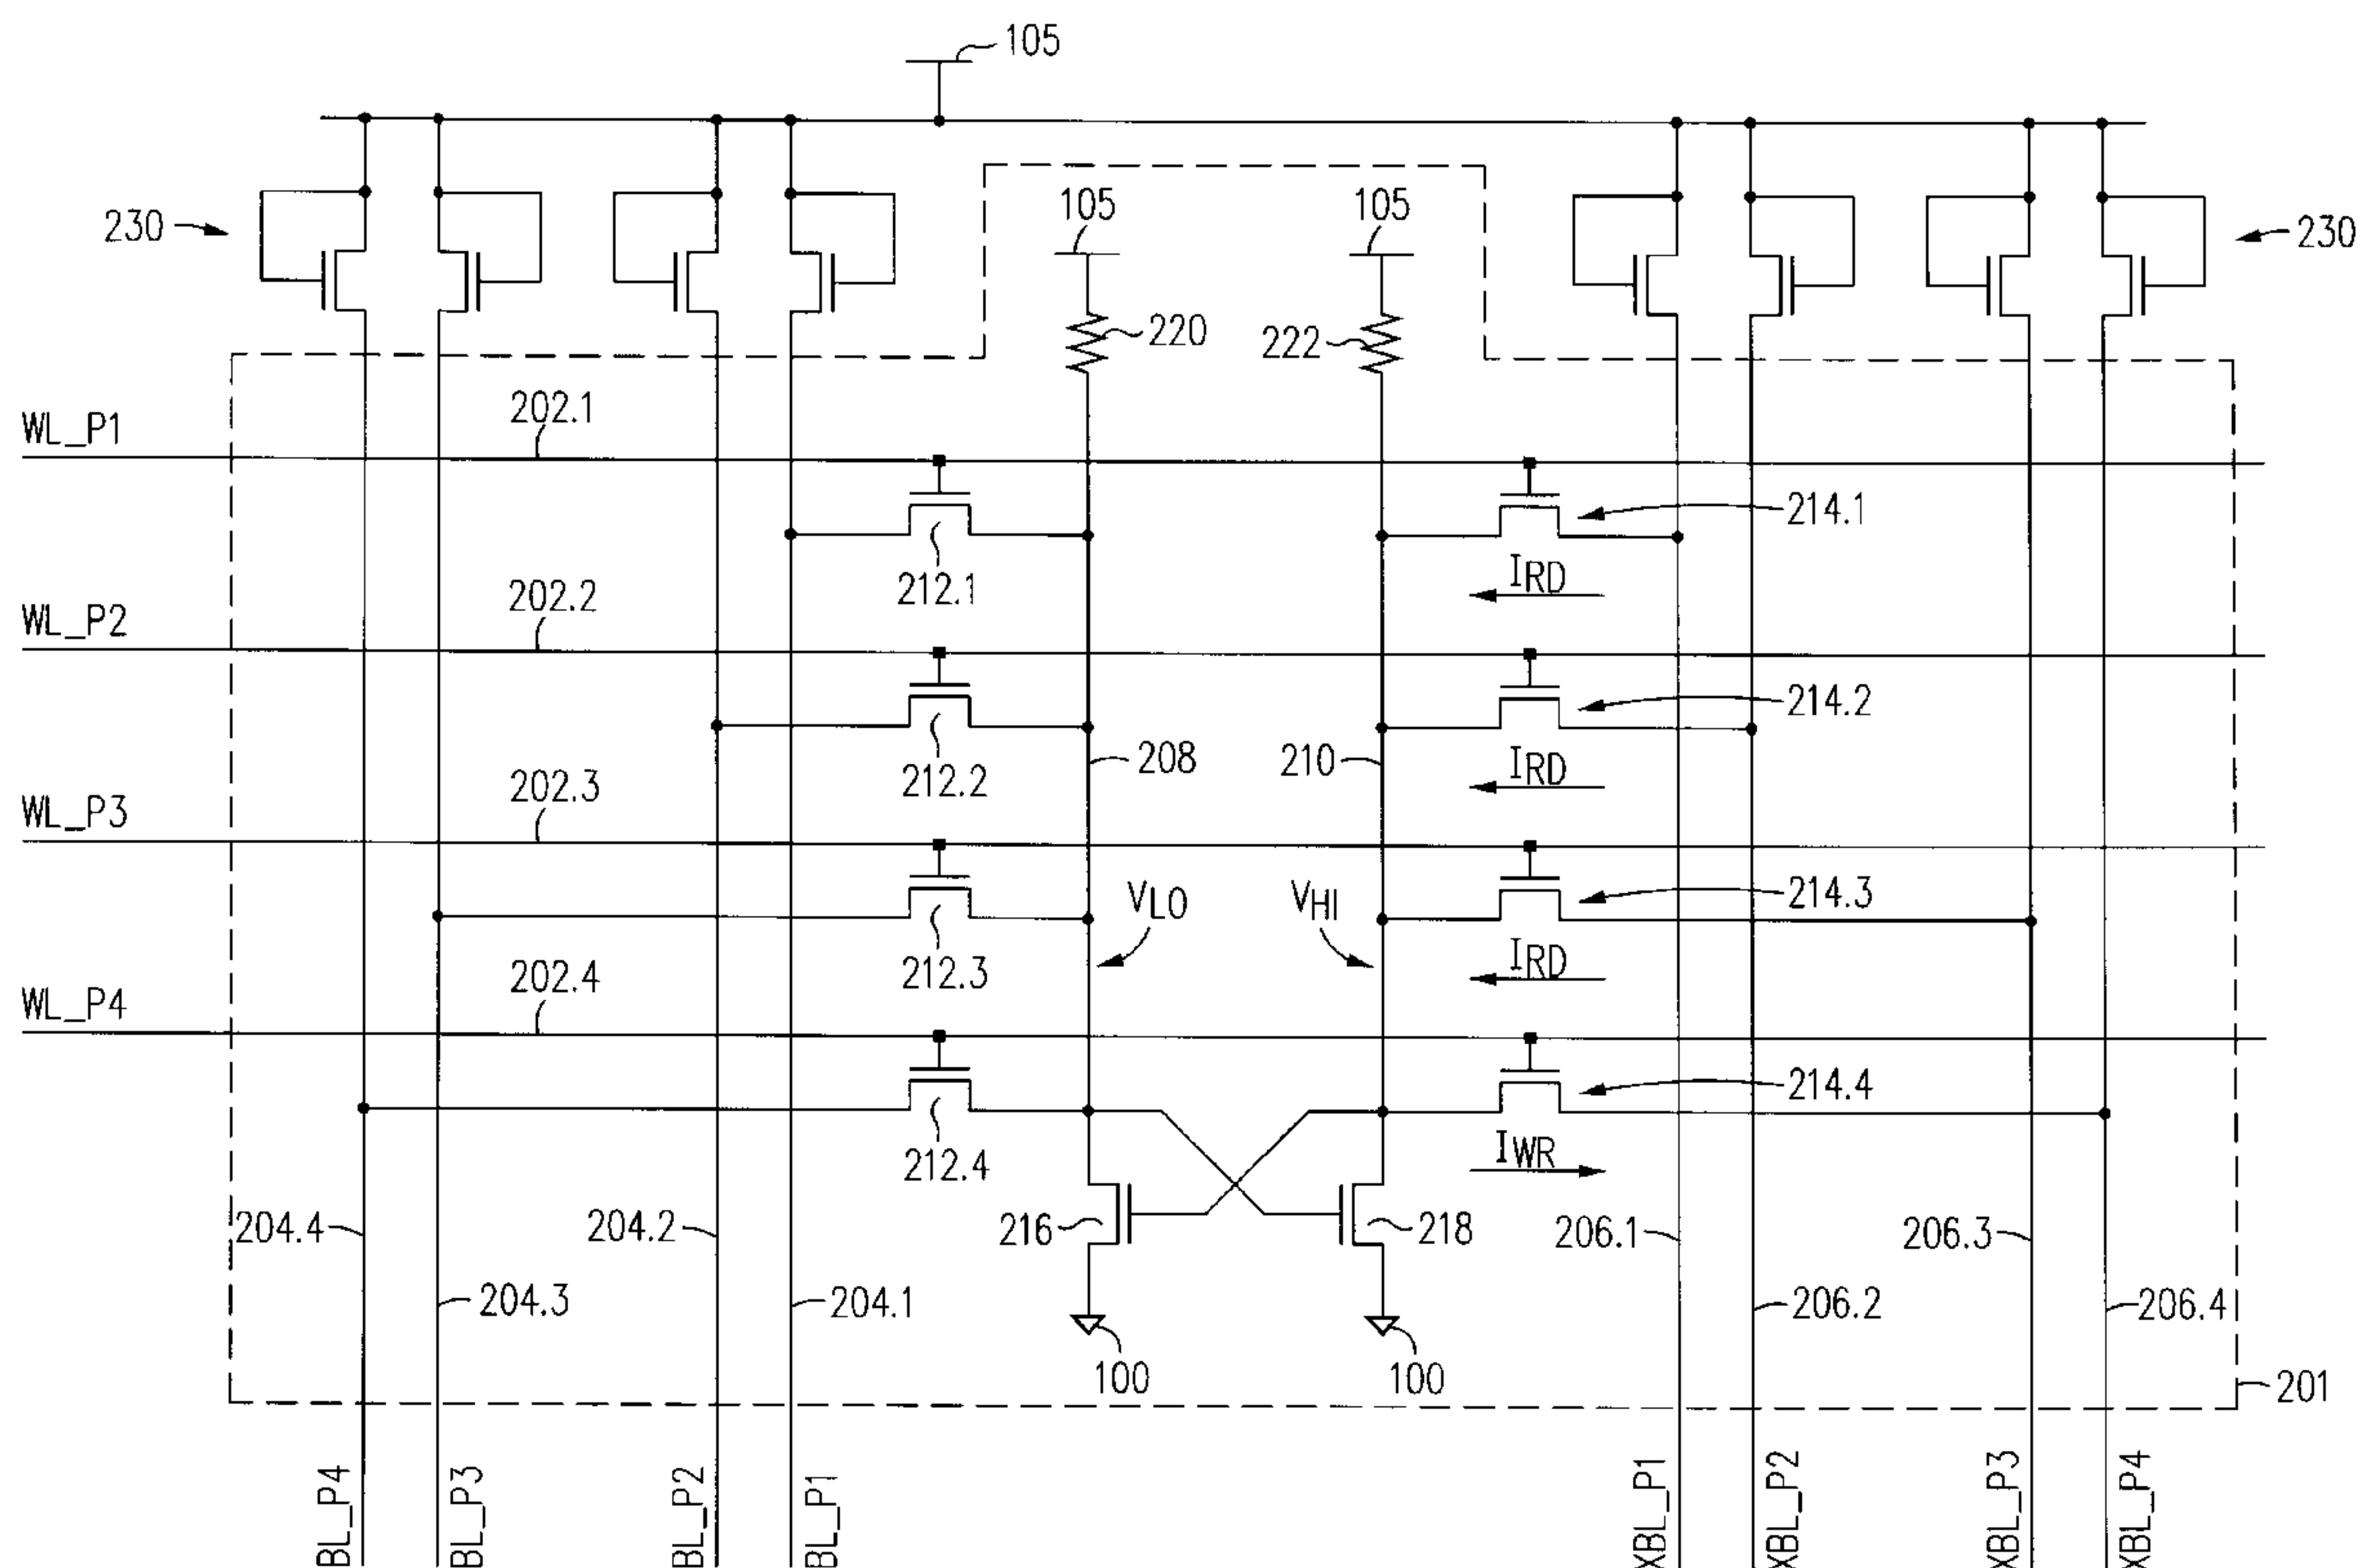 105
230
105
105
230
220
222
WL_P1
202.1
212.1
214.1
IRD
WL_P2
202.2
212.2
208
210
214.2
IRD
WL_P3
202.3
212.3
VLO
VHI
214.3
IRD
WL_P4
202.4
212.4
214.4
IWR
204.4
204.2
216
218
206.1
206.3
204.3
204.1
206.2
206.4
100
100
201
BL_P4
BL_P3
BL_P2
BL_P1
XBL_P1
XBL_P2
XBL_P3
XBL_P4